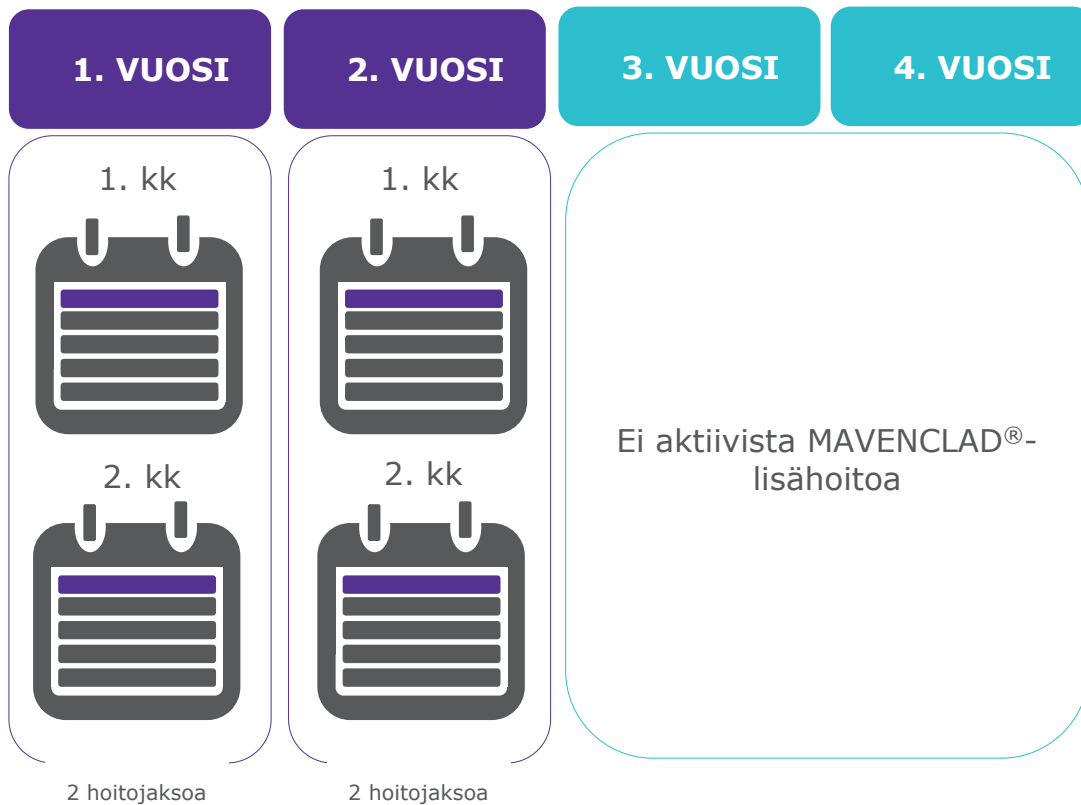 1. VUOSI
2. VUOSI
3. VUOSI
4. VUOSI
1. kk
2. kk
2 hoitojaksoa
1. kk
2. kk
2 hoitojaksoa
Ei aktiivista MAVENCLAD®-
lisähoitoa